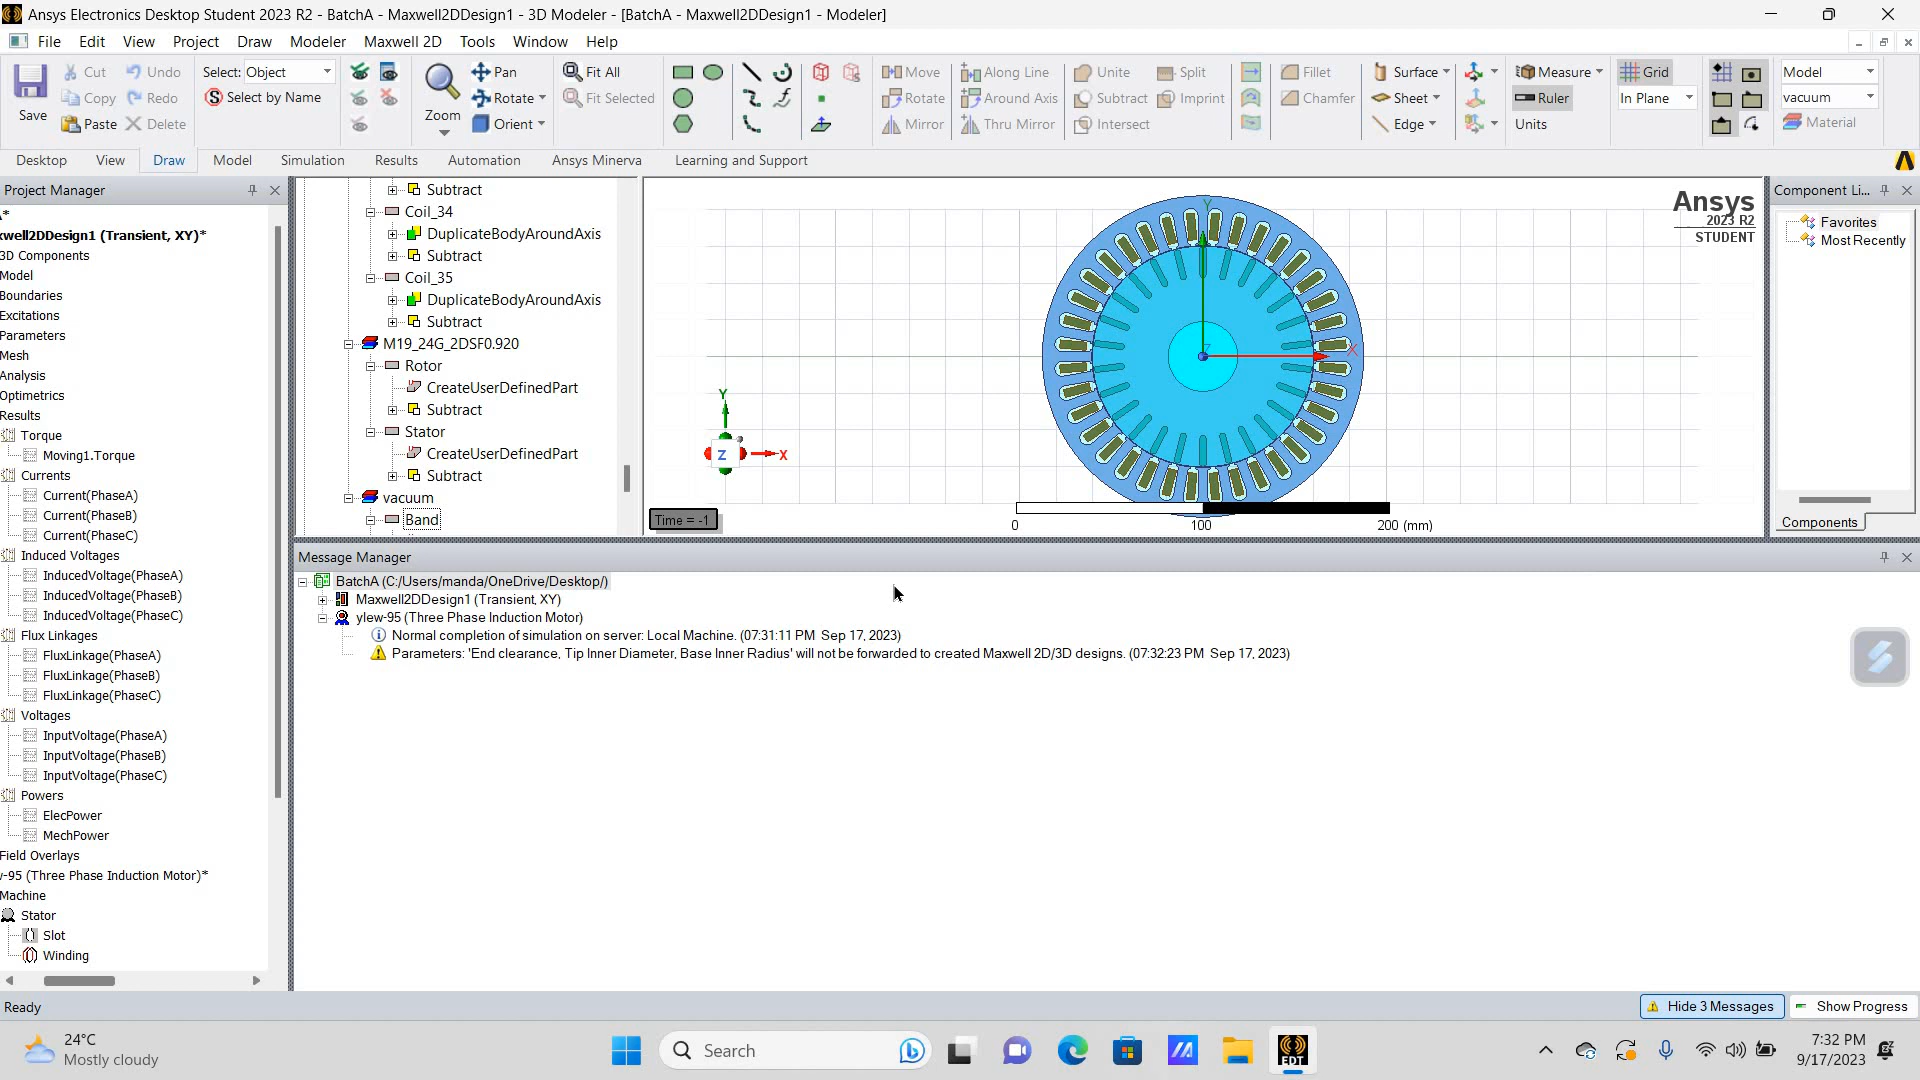 Ansys Electronics Desktop Student 2023 R2 - BatchA - Maxwell2DDesign1 - 3D Modeler - [BatchA - Maxwell2DDesign1 - Modeler]
File Edit View Project Draw Modeler Maxwell 2D Tools Window Help
Save Cut Copy Paste Undo Redo Delete
Select: Object
Select by Name
Zoom Pan Rotate Orient
Fit All Fit Selected
Move Rotate Mirror
Along Line Around Axis Thru Mirror
Unite Subtract Intersect
Split Imprint
Fillet Chamfer
Surface Sheet Edge
Measure Ruler Units
Grid In Plane
Model vacuum Material
Desktop View Draw Model Simulation Results Automation Ansys Minerva Learning and Support
Project Manager
*
xwell2DDesign1 (Transient, XY)*
3D Components
Model
Boundaries
Excitations
Parameters
Mesh
Analysis
Optimetrics
Results
Torque
Moving1.Torque
Currents
Current(PhaseA)
Current(PhaseB)
Current(PhaseC)
Induced Voltages
InducedVoltage(PhaseA)
InducedVoltage(PhaseB)
InducedVoltage(PhaseC)
Flux Linkages
FluxLinkage(PhaseA)
FluxLinkage(PhaseB)
FluxLinkage(PhaseC)
Voltages
InputVoltage(PhaseA)
InputVoltage(PhaseB)
InputVoltage(PhaseC)
Powers
ElecPower
MechPower
Field Overlays
-95 (Three Phase Induction Motor)*
Machine
Stator
Slot
Winding
Subtract
Coil_34
DuplicateBodyAroundAxis
Subtract
Coil_35
DuplicateBodyAroundAxis
Subtract
M19_24G_2DSF0.920
Rotor
CreateUserDefinedPart
Subtract
Stator
CreateUserDefinedPart
Subtract
vacuum
Band
Ansys
2023 R2
STUDENT
Y
X
Z
Y
Z
X
Time = -1
0 100 200 (mm)
Component Li...
Favorites
Most Recently
Components
Message Manager
BatchA (C:/Users/manda/OneDrive/Desktop/)
Maxwell2DDesign1 (Transient, XY)
ylew-95 (Three Phase Induction Motor)
Normal completion of simulation on server: Local Machine. (07:31:11 PM Sep 17, 2023)
Parameters: 'End clearance, Tip Inner Diameter, Base Inner Radius' will not be forwarded to created Maxwell 2D/3D designs. (07:32:23 PM Sep 17, 2023)
Ready
Hide 3 Messages
Show Progress
24°C
Mostly cloudy
Search
EDT
7:32 PM
9/17/2023